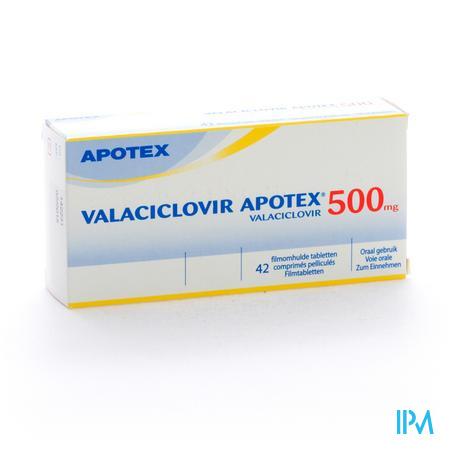 APOTEX
VALACICLOVIR APOTEX® 500mg
VALACICLOVIR
42
filmomhulde tabletten
comprimés pelliculés
Filmtabletten
Oraal gebruik
Voie orale
Zum Einnehmen
IPM